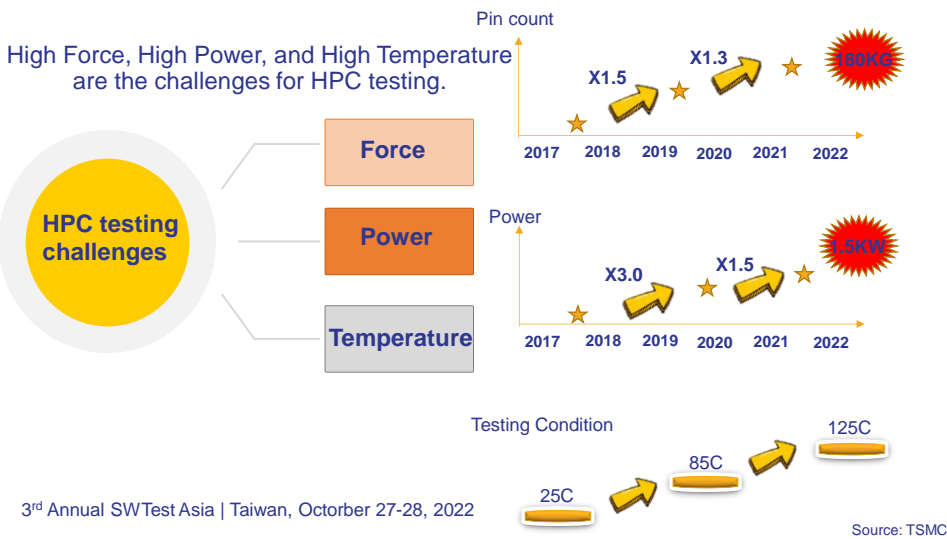 High Force, High Power, and High Temperature
are the challenges for HPC testing.
HPC testing
challenges
Force
Power
Temperature
Pin count
X1.5
X1.3
180KG
2017 2018 2019 2020 2021 2022
Power
X3.0
X1.5
1.5KW
2017 2018 2019 2020 2021 2022
Testing Condition
25C
85C
125C
3rd Annual SWTest Asia | Taiwan, Octorber 27-28, 2022
Source: TSMC